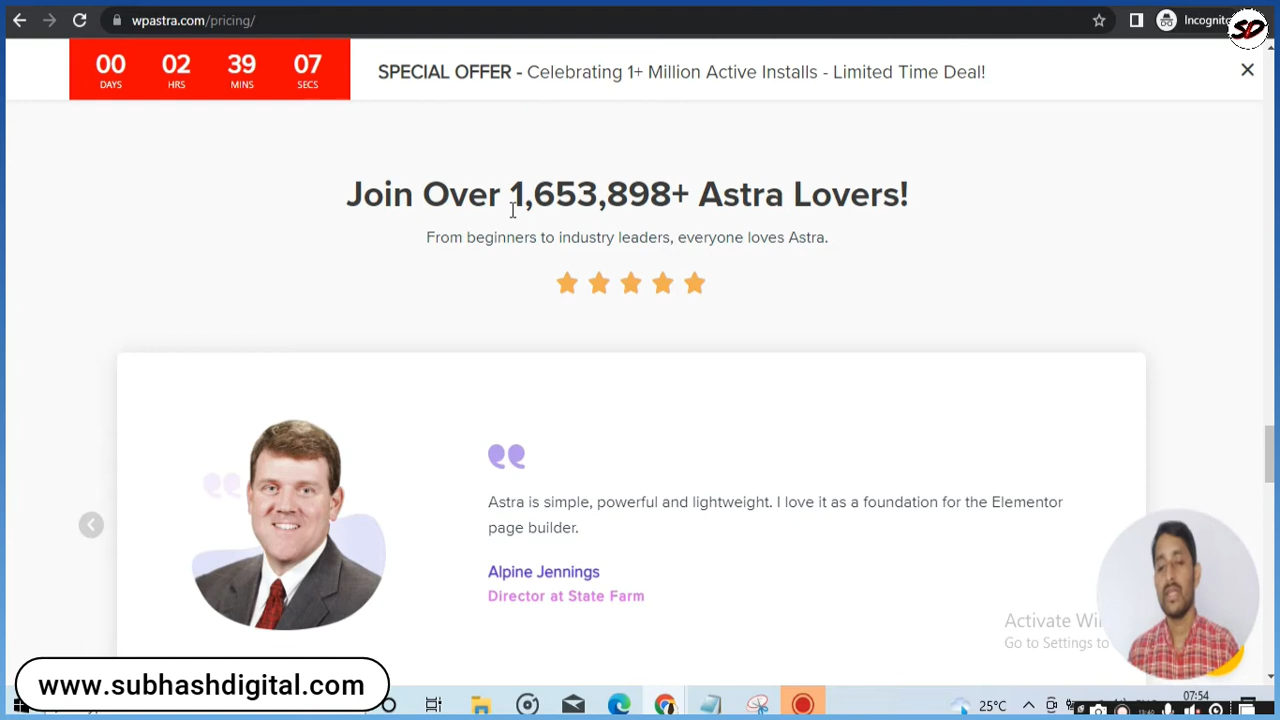 wpastra.com/pricing/
Incognito
SD
00 02 39 07
DAYS HRS MINS SECS
SPECIAL OFFER - Celebrating 1+ Million Active Installs - Limited Time Deal!
Join Over 1,653,898+ Astra Lovers!
From beginners to industry leaders, everyone loves Astra.
Astra is simple, powerful and lightweight. I love it as a foundation for the Elementor
page builder.
Alpine Jennings
Director at State Farm
Activate Wi
Go to Settings to
www.subhashdigital.com
25°C
07:54